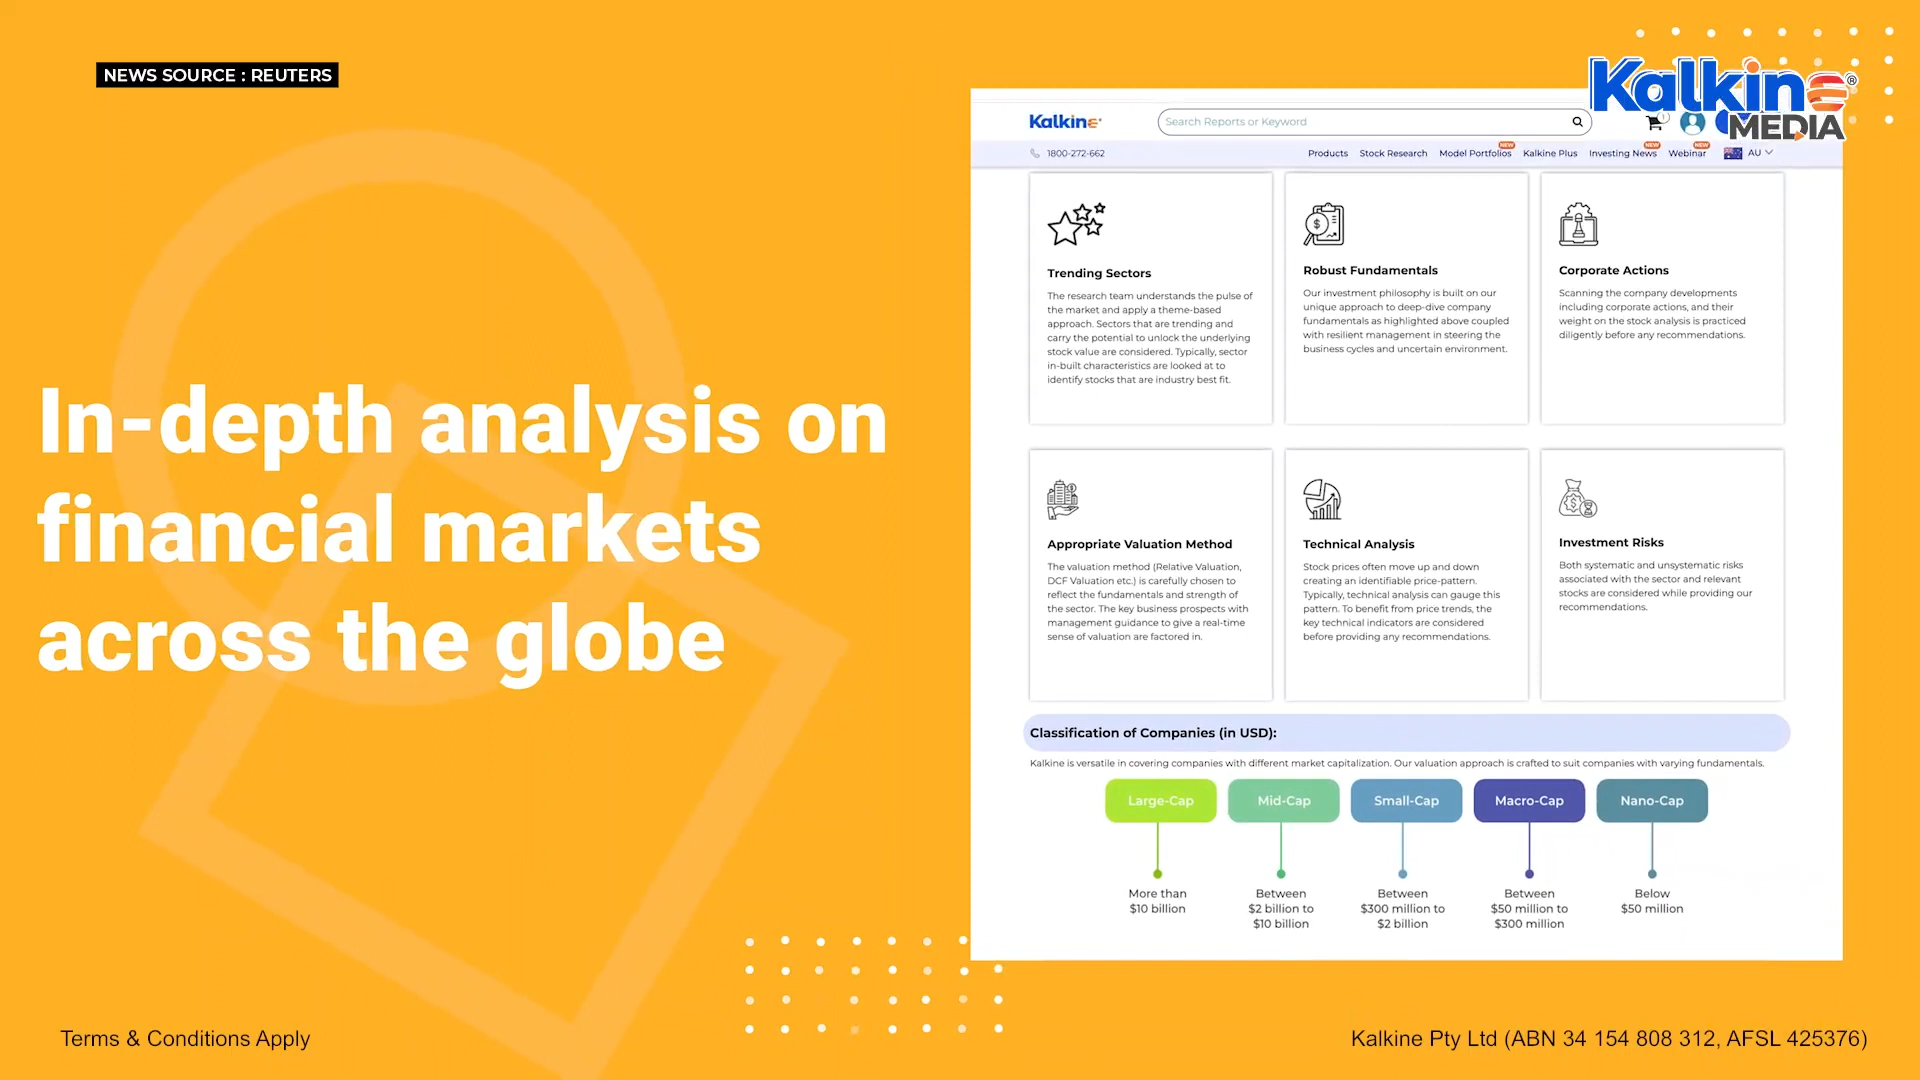 NEWS SOURCE : REUTERS
Kalkine®
MEDIA
In-depth analysis on
financial markets
across the globe
Kalkine
Search Reports or Keyword
1
1800-272-662
Products
Stock Research
Model Portfolios
NEW
Kalkine Plus
Investing News
NEW
Webinar
NEW
AU
Trending Sectors
The research team understands the pulse of
the market and apply a theme-based
approach. Sectors that are trending and
carry the potential to unlock the underlying
stock value are considered. Typically, sector
in-built characteristics are looked at to
identify stocks that are industry best fit.
Robust Fundamentals
Our investment philosophy is built on our
unique approach to deep-dive company
fundamentals as highlighted above coupled
with resilient management in steering the
business cycles and uncertain environment.
Corporate Actions
Scanning the company developments
including corporate actions, and their
weight on the stock analysis is practiced
diligently before any recommendations.
Appropriate Valuation Method
The valuation method (Relative Valuation,
DCF Valuation etc.) is carefully chosen to
reflect the fundamentals and strength of
the sector. The key business prospects with
management guidance to give a real-time
sense of valuation are factored in.
Technical Analysis
Stock prices often move up and down
creating an identifiable price-pattern.
Typically, technical analysis can gauge this
pattern. To benefit from price trends, the
key technical indicators are considered
before providing any recommendations.
Investment Risks
Both systematic and unsystematic risks
associated with the sector and relevant
stocks are considered while providing our
recommendations.
Classification of Companies (in USD):
Kalkine is versatile in covering companies with different market capitalization. Our valuation approach is crafted to suit companies with varying fundamentals.
Large-Cap
Mid-Cap
Small-Cap
Macro-Cap
Nano-Cap
More than
$10 billion
Between
$2 billion to
$10 billion
Between
$300 million to
$2 billion
Between
$50 million to
$300 million
Below
$50 million
Terms & Conditions Apply
Kalkine Pty Ltd (ABN 34 154 808 312, AFSL 425376)